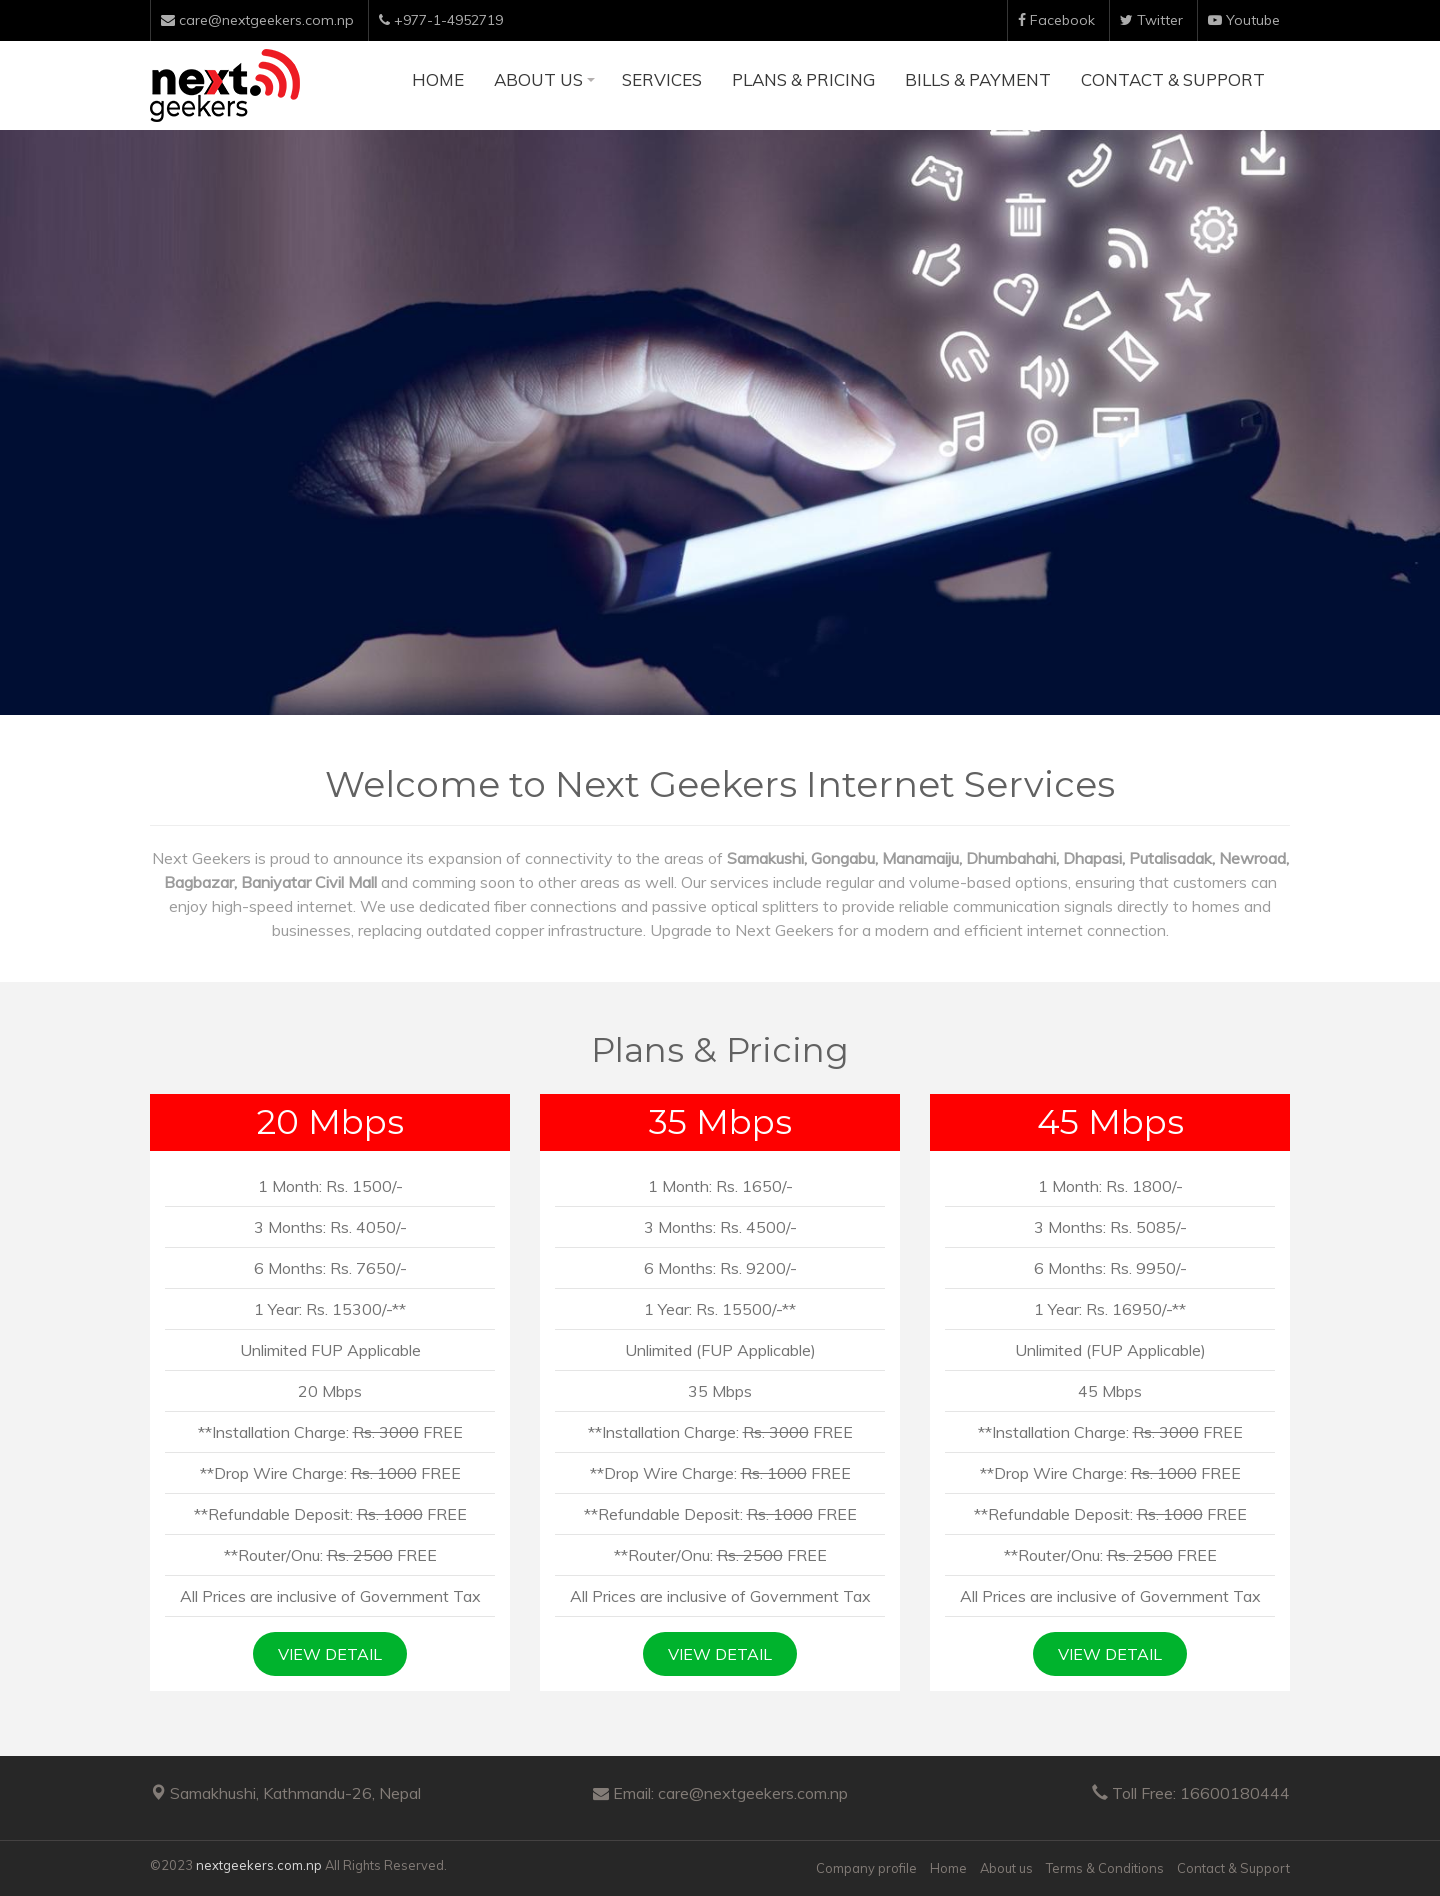 care@nextgeekers.com.np
+977-1-4952719
Facebook
Twitter
Youtube
next.
geekers
HOME
ABOUT US
SERVICES
PLANS & PRICING
BILLS & PAYMENT
CONTACT & SUPPORT
Welcome to Next Geekers Internet Services
Next Geekers is proud to announce its expansion of connectivity to the areas of Samakushi, Gongabu, Manamaiju, Dhumbahahi, Dhapasi, Putalisadak, Newroad,
Bagbazar, Baniyatar Civil Mall and comming soon to other areas as well. Our services include regular and volume-based options, ensuring that customers can
enjoy high-speed internet. We use dedicated fiber connections and passive optical splitters to provide reliable communication signals directly to homes and
businesses, replacing outdated copper infrastructure. Upgrade to Next Geekers for a modern and efficient internet connection.
Plans & Pricing
20 Mbps
1 Month: Rs. 1500/-
3 Months: Rs. 4050/-
6 Months: Rs. 7650/-
1 Year: Rs. 15300/-**
Unlimited FUP Applicable
20 Mbps
**Installation Charge: Rs. 3000 FREE
**Drop Wire Charge: Rs. 1000 FREE
**Refundable Deposit: Rs. 1000 FREE
**Router/Onu: Rs. 2500 FREE
All Prices are inclusive of Government Tax
VIEW DETAIL
35 Mbps
1 Month: Rs. 1650/-
3 Months: Rs. 4500/-
6 Months: Rs. 9200/-
1 Year: Rs. 15500/-**
Unlimited (FUP Applicable)
35 Mbps
**Installation Charge: Rs. 3000 FREE
**Drop Wire Charge: Rs. 1000 FREE
**Refundable Deposit: Rs. 1000 FREE
**Router/Onu: Rs. 2500 FREE
All Prices are inclusive of Government Tax
VIEW DETAIL
45 Mbps
1 Month: Rs. 1800/-
3 Months: Rs. 5085/-
6 Months: Rs. 9950/-
1 Year: Rs. 16950/-**
Unlimited (FUP Applicable)
45 Mbps
**Installation Charge: Rs. 3000 FREE
**Drop Wire Charge: Rs. 1000 FREE
**Refundable Deposit: Rs. 1000 FREE
**Router/Onu: Rs. 2500 FREE
All Prices are inclusive of Government Tax
VIEW DETAIL
Samakhushi, Kathmandu-26, Nepal
Email: care@nextgeekers.com.np
Toll Free: 16600180444
©2023 nextgeekers.com.np All Rights Reserved.
Company profile
Home
About us
Terms & Conditions
Contact & Support